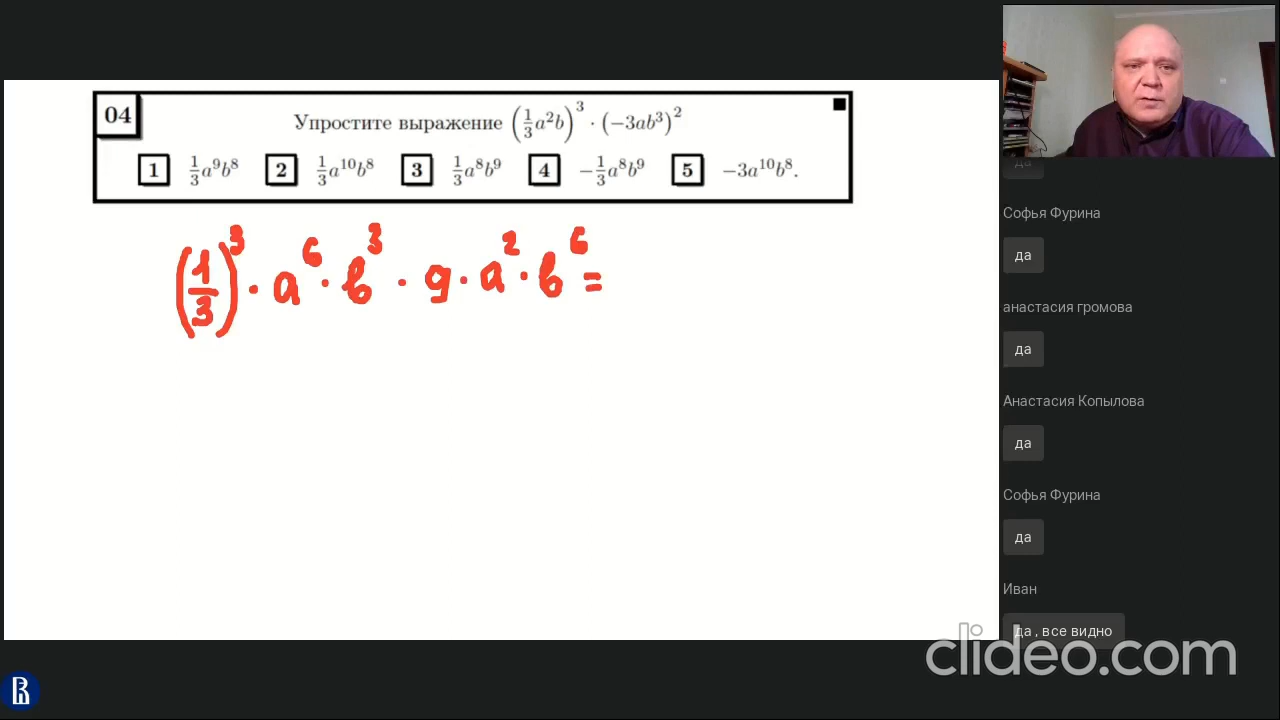 04
Упростите выражение (1/3 a²b)³ · (−3ab³)²
1 1/3 a⁹b⁸ 2 1/3 a¹⁰b⁸ 3 1/3 a⁸b⁹ 4 −1/3 a⁸b⁹ 5 −3a¹⁰b⁸.
(1/3)³ · a⁶ · b³ · 9 · a² · b⁶ =
да
Софья Фурина
да
анастасия громова
да
Анастасия Копылова
да
Софья Фурина
да
Иван
да , все видно
clideo.com